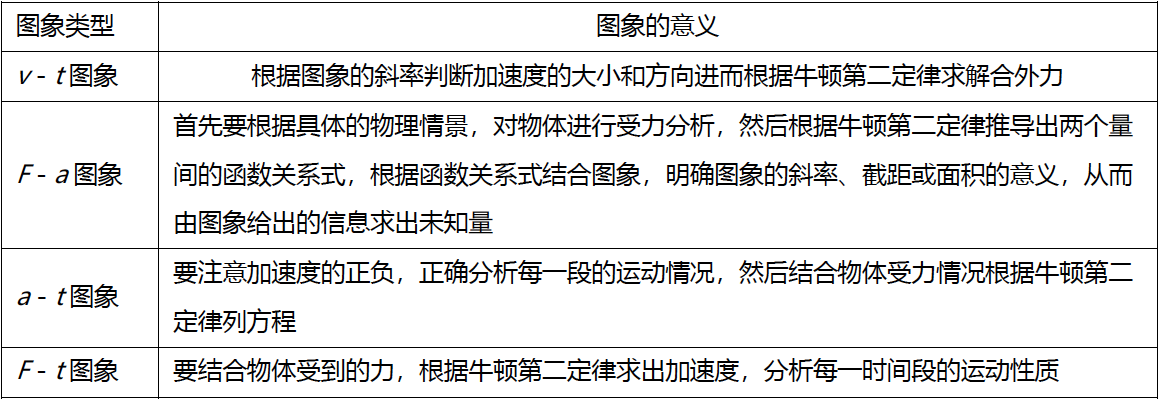 图象类型 图象的意义
v－t图象 根据图象的斜率判断加速度的大小和方向进而根据牛顿第二定律求解合外力
首先要根据具体的物理情景，对物体进行受力分析，然后根据牛顿第二定律推导出两个量
F－a图象 间的函数关系式，根据函数关系式结合图象，明确图象的斜率、截距或面积的意义，从而
由图象给出的信息求出未知量
a－t图象 要注意加速度的正负，正确分析每一段的运动情况，然后结合物体受力情况根据牛顿第二
定律列方程
F－t图象 要结合物体受到的力，根据牛顿第二定律求出加速度，分析每一时间段的运动性质